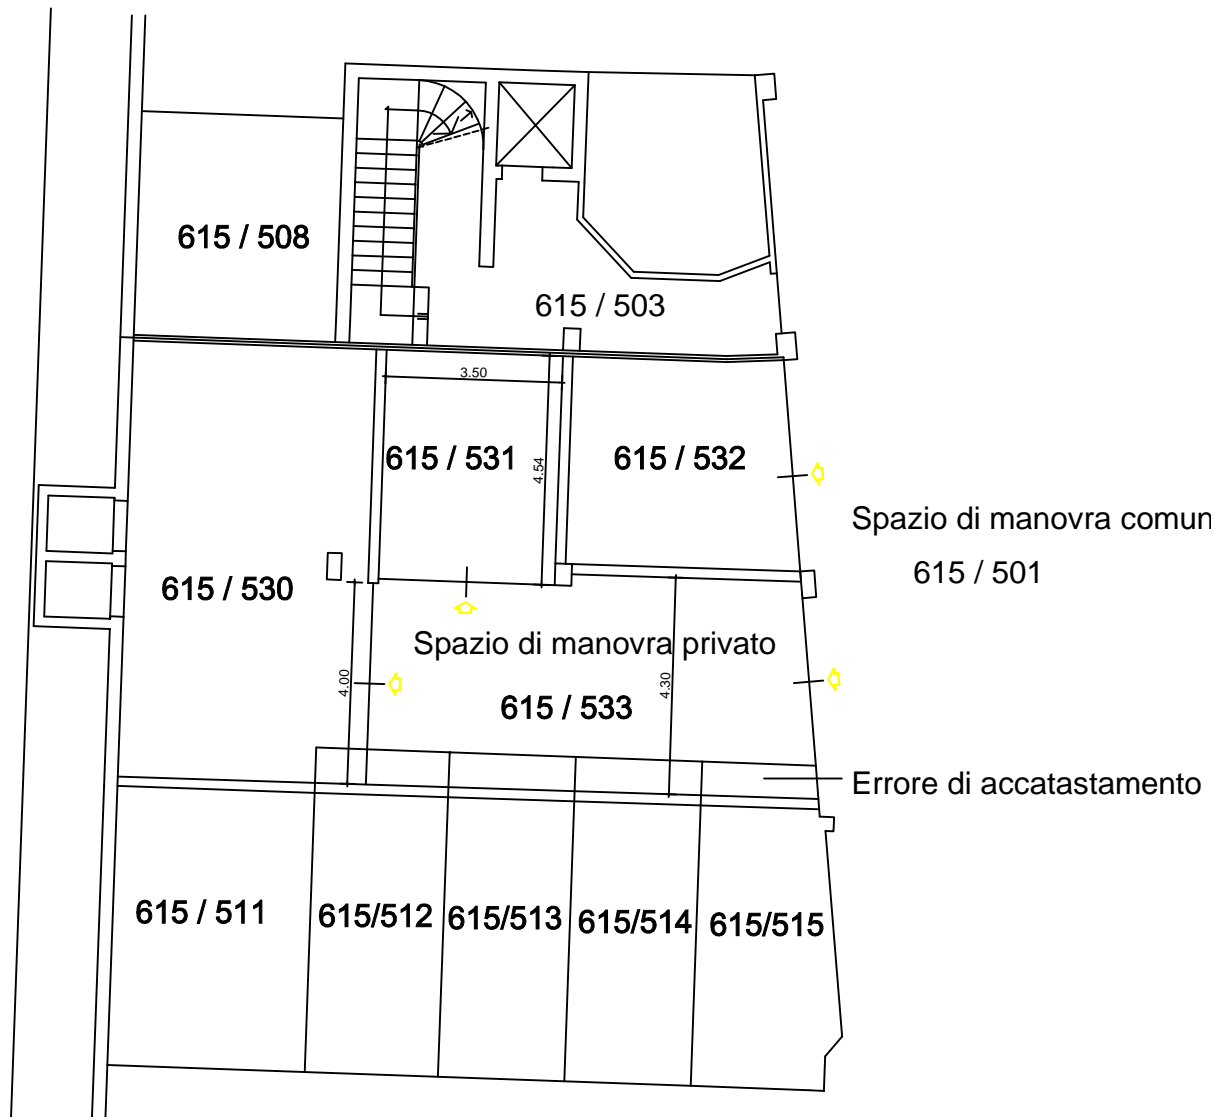 615 / 508
615 / 503
3.50
615 / 531
4.54
615 / 532
Spazio di manovra comun
615 / 501
615 / 530
Spazio di manovra privato
4.00
4.30
615 / 533
Errore di accatastamento
615 / 511
615/512
615/513
615/514
615/515